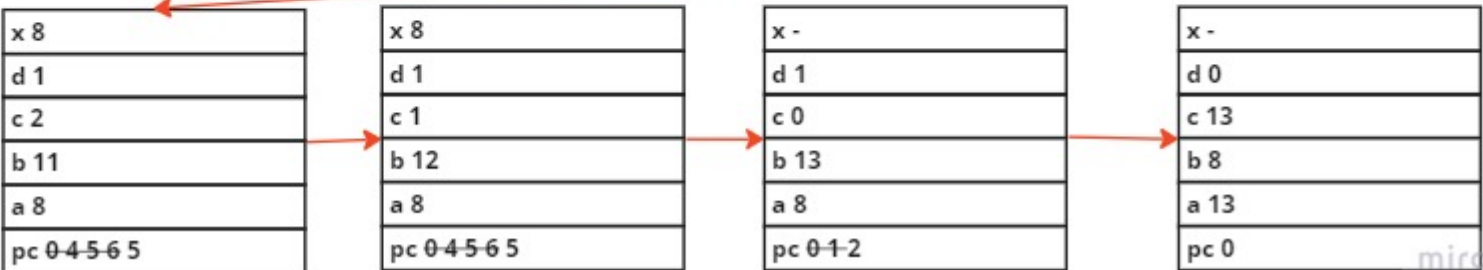 x 8
d 1
c 2
b 11
a 8
pc 0 4 5 6 5
x 8
d 1
c 1
b 12
a 8
pc 0 4 5 6 5
x -
d 1
c 0
b 13
a 8
pc 0 1 2
x -
d 0
c 13
b 8
a 13
pc 0